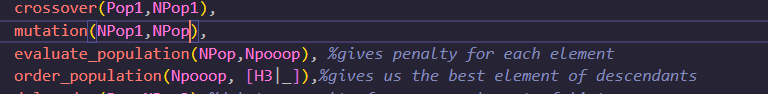 crossover(Pop1,NPop1),
mutation(NPop1,NPop),
evaluate_population(NPop,Npooop), %gives penalty for each element
order_population(Npooop, [H3|_]),%gives us the best element of descendants